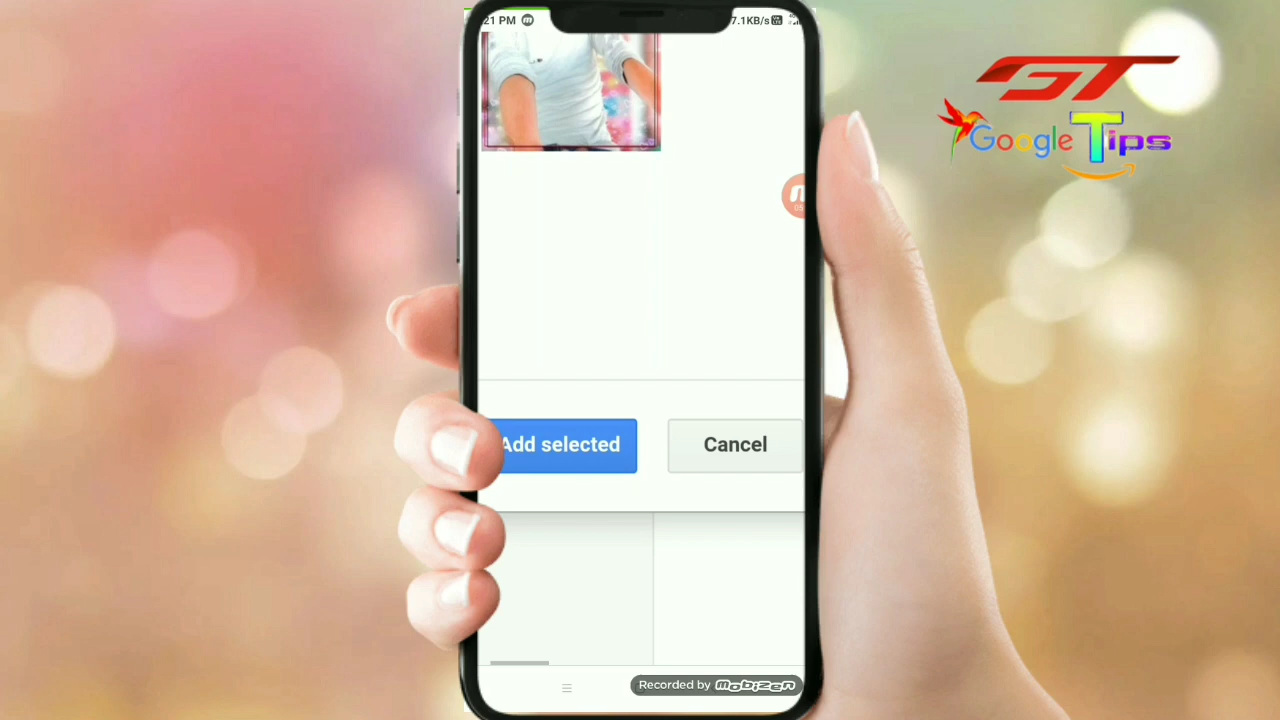 21 PM
7.1KB/s
GT
Google Tips
Add selected
Cancel
Recorded by mobizen